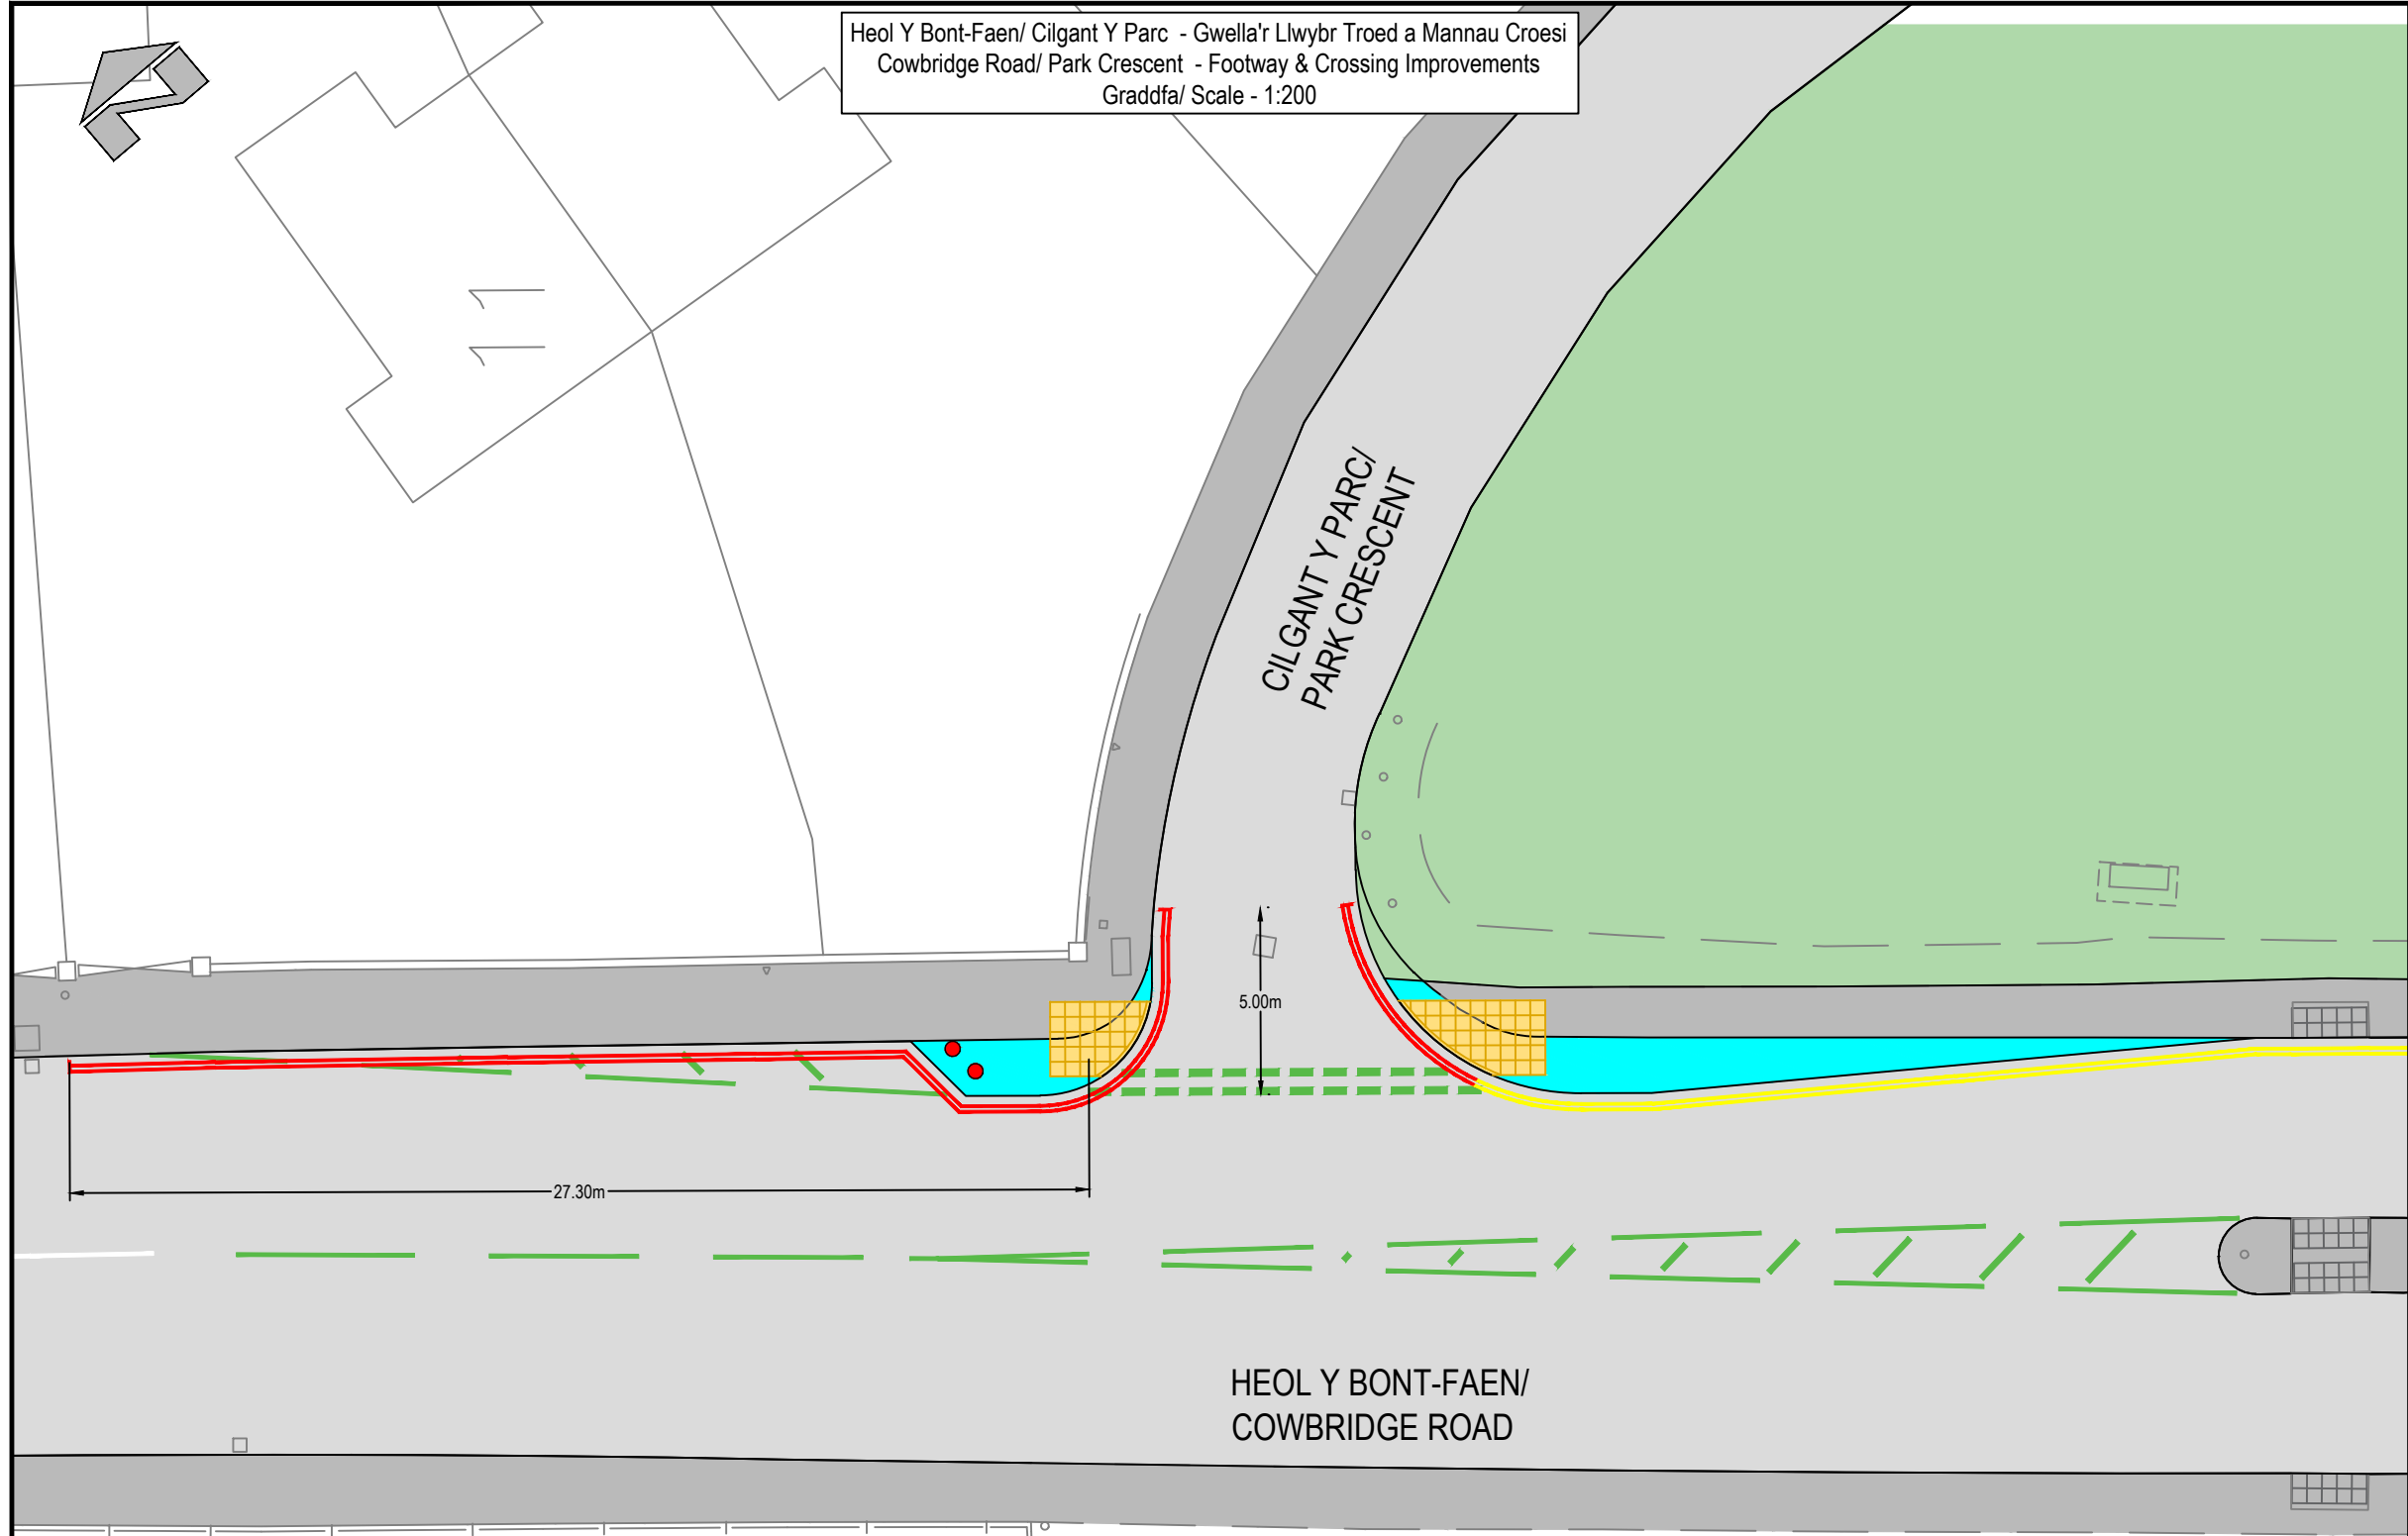 Heol Y Bont-Faen/ Cilgant Y Parc - Gwella'r Llwybr Troed a Mannau Croesi
Cowbridge Road/ Park Crescent - Footway & Crossing Improvements
Graddfa/ Scale - 1:200
11
CILGANT Y PARC/
PARK CRESCENT
5.00m
27.30m
HEOL Y BONT-FAEN/
COWBRIDGE ROAD